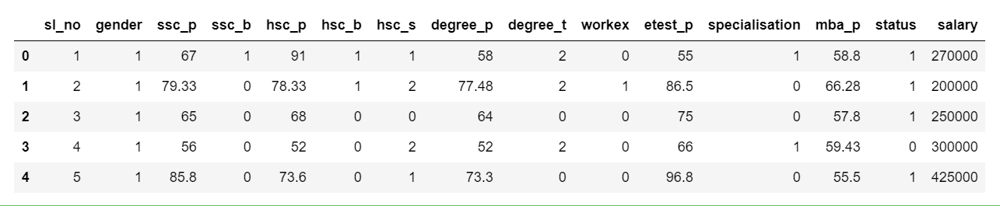 sl_no gender ssc_p ssc_b hsc_p hsc_b hsc_s degree_p degree_t workex etest_p specialisation mba_p status salary
0 1 1 67 1 91 1 1 58 2 0 55 1 58.8 1 270000
1 2 1 79.33 0 78.33 1 2 77.48 2 1 86.5 0 66.28 1 200000
2 3 1 65 0 68 0 0 64 0 0 75 0 57.8 1 250000
3 4 1 56 0 52 0 2 52 2 0 66 1 59.43 0 300000
4 5 1 85.8 0 73.6 0 1 73.3 0 0 96.8 0 55.5 1 425000